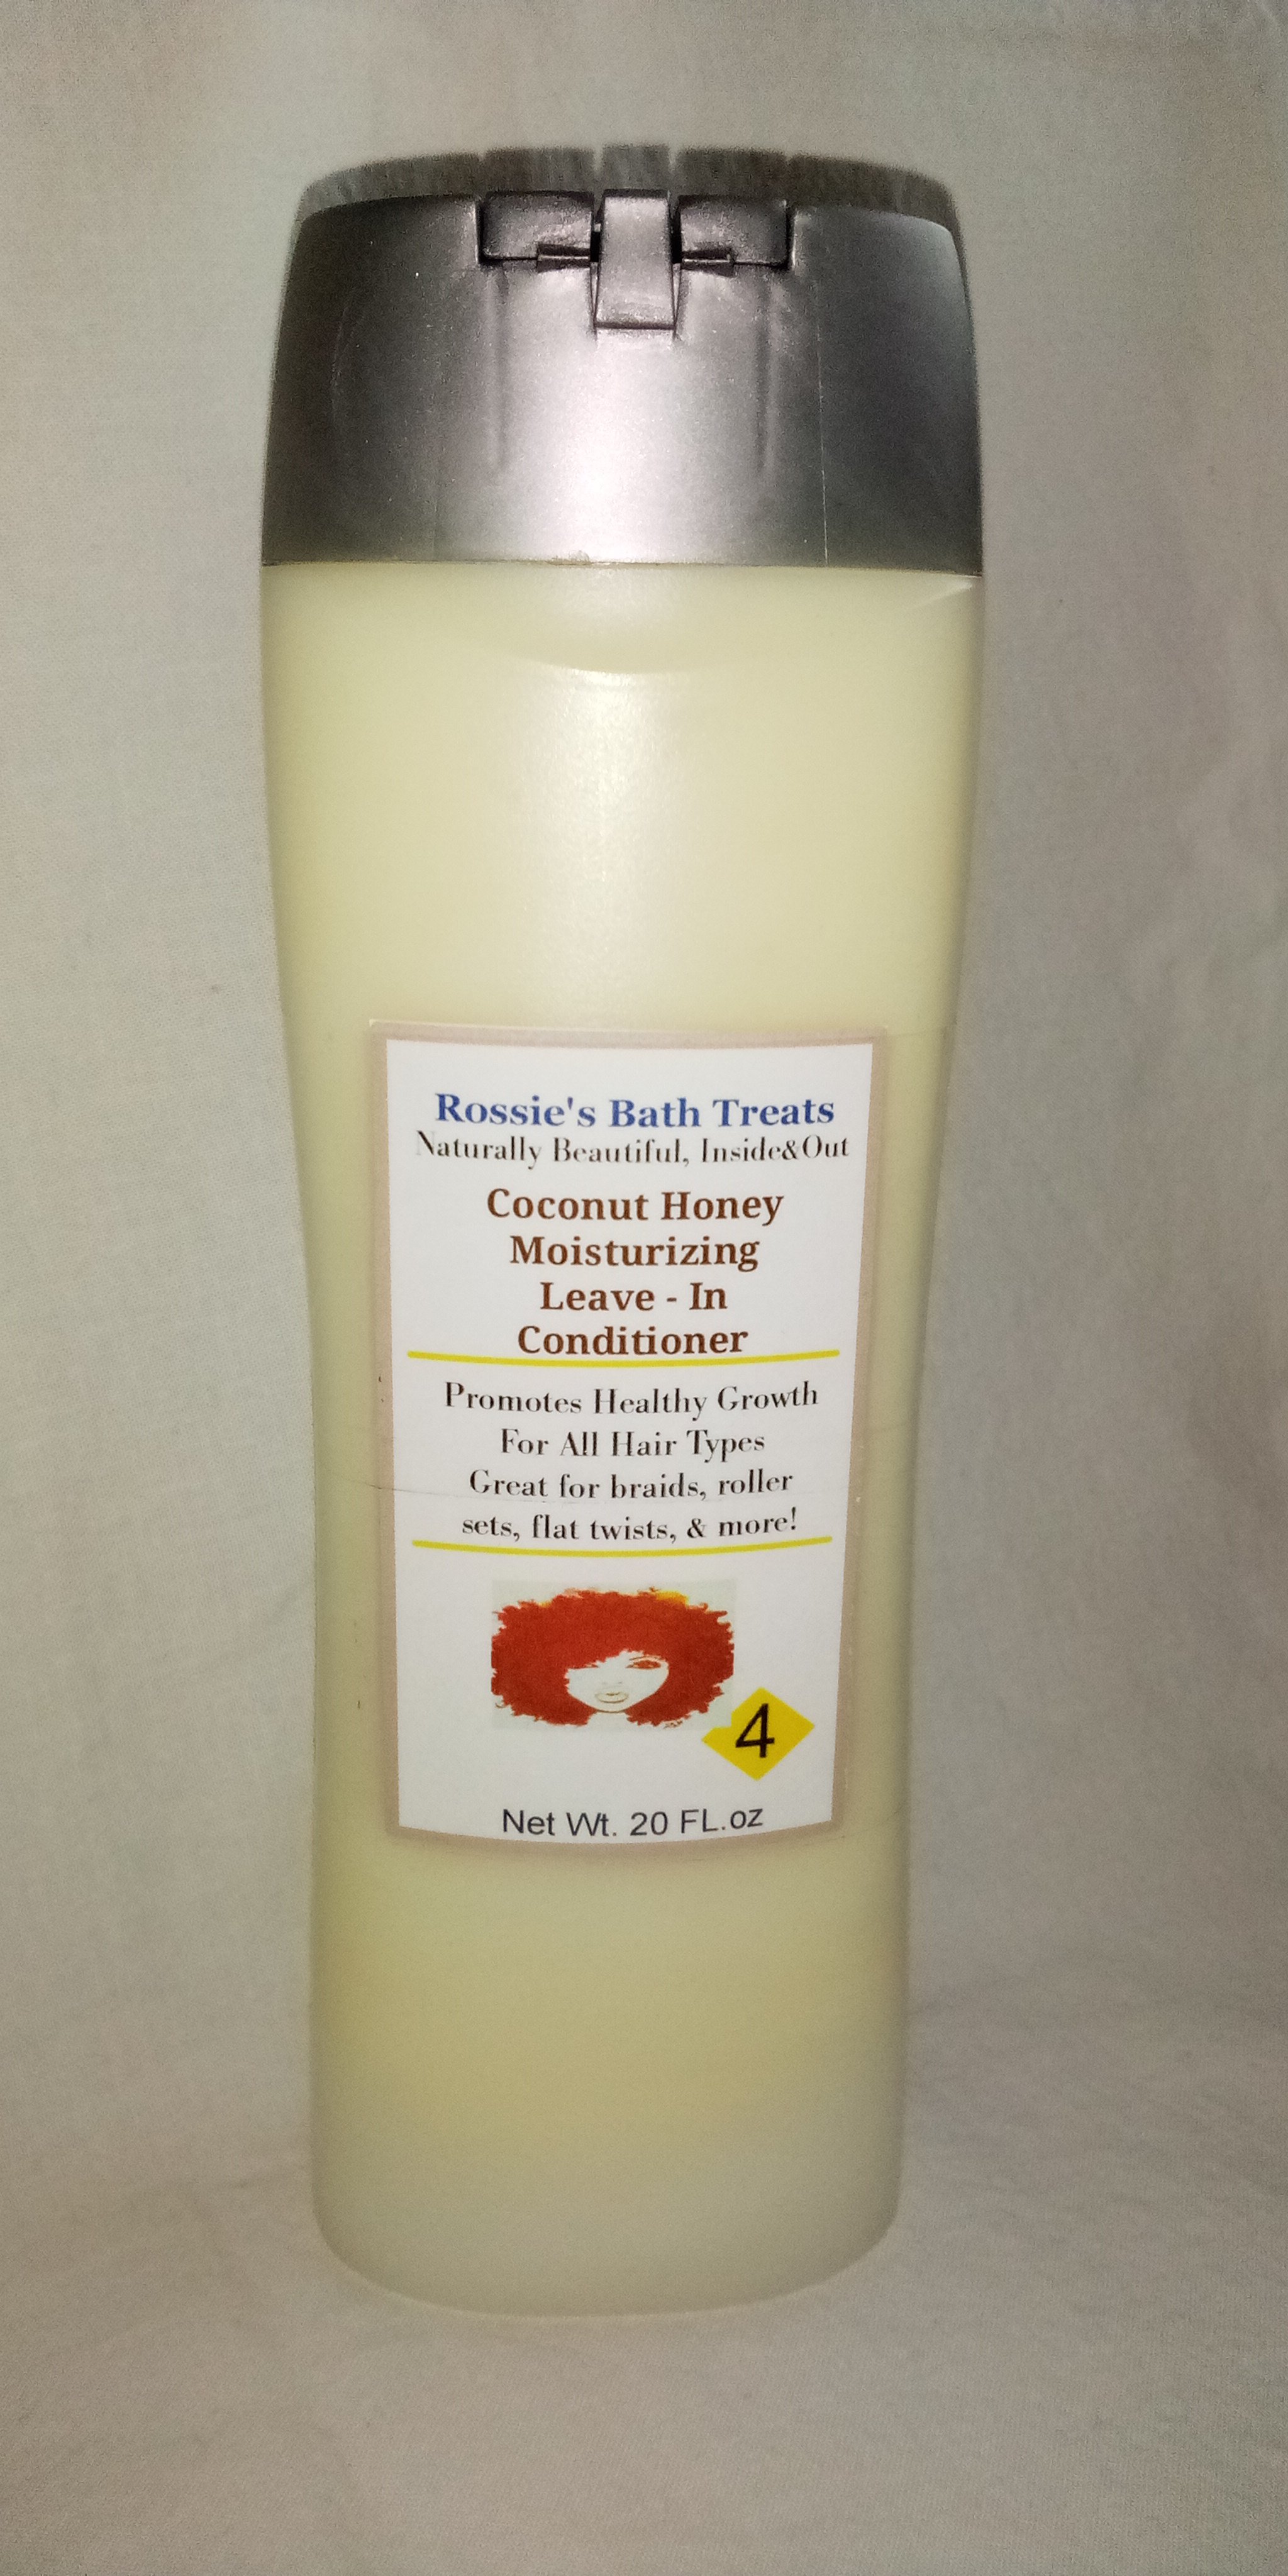 Rossie's Bath Treats
Naturally Beautiful, Inside&Out
Coconut Honey
Moisturizing
Leave - In
Conditioner
Promotes Healthy Growth
For All Hair Types
Great for braids, roller
sets, flat twists, & more!
4
Net Wt. 20 FL.oz